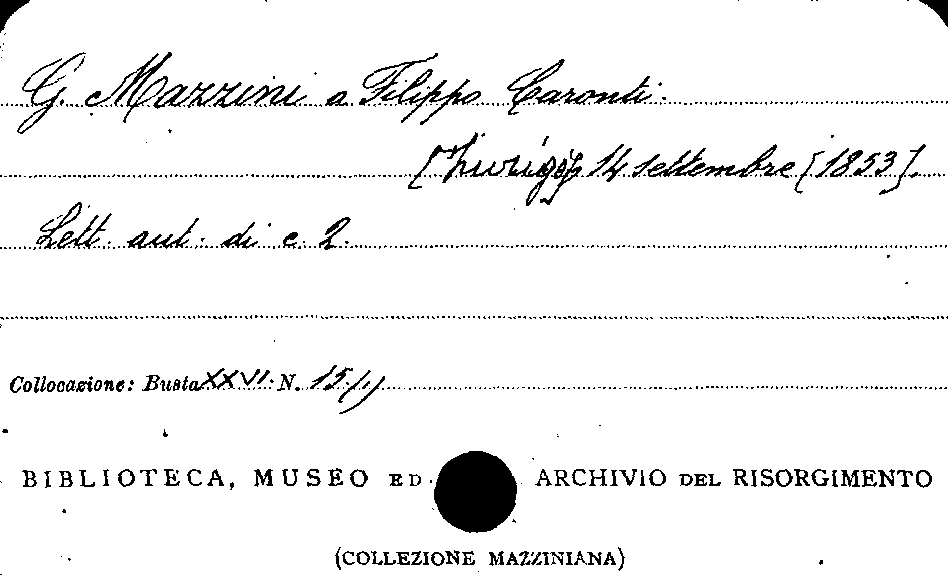 G. Mazzini a Filippo Caronti.
[Zurigo], 14 settembre [1853].
Lett. aut. di c. 2.
Collocazione: Busta XXVI. N. 15/1)
BIBLIOTECA, MUSEO ED ARCHIVIO DEL RISORGIMENTO
(COLLEZIONE MAZZINIANA)